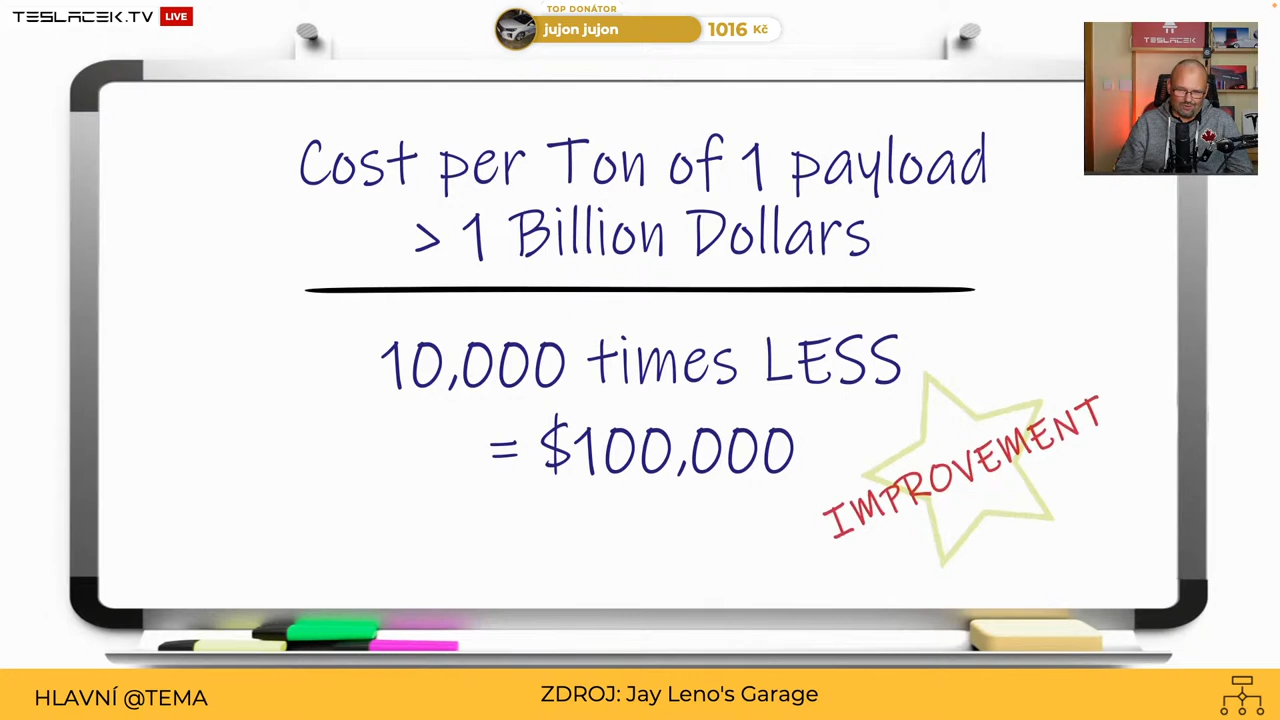 TESLACEK.TV LIVE
TOP DONÁTOR
jujon jujon 1016 Kč
TESLACEK
Cost per Ton of 1 payload
> 1 Billion Dollars
10,000 times LESS
= $100,000
IMPROVEMENT
HLAVNÍ @TEMA
ZDROJ: Jay Leno's Garage